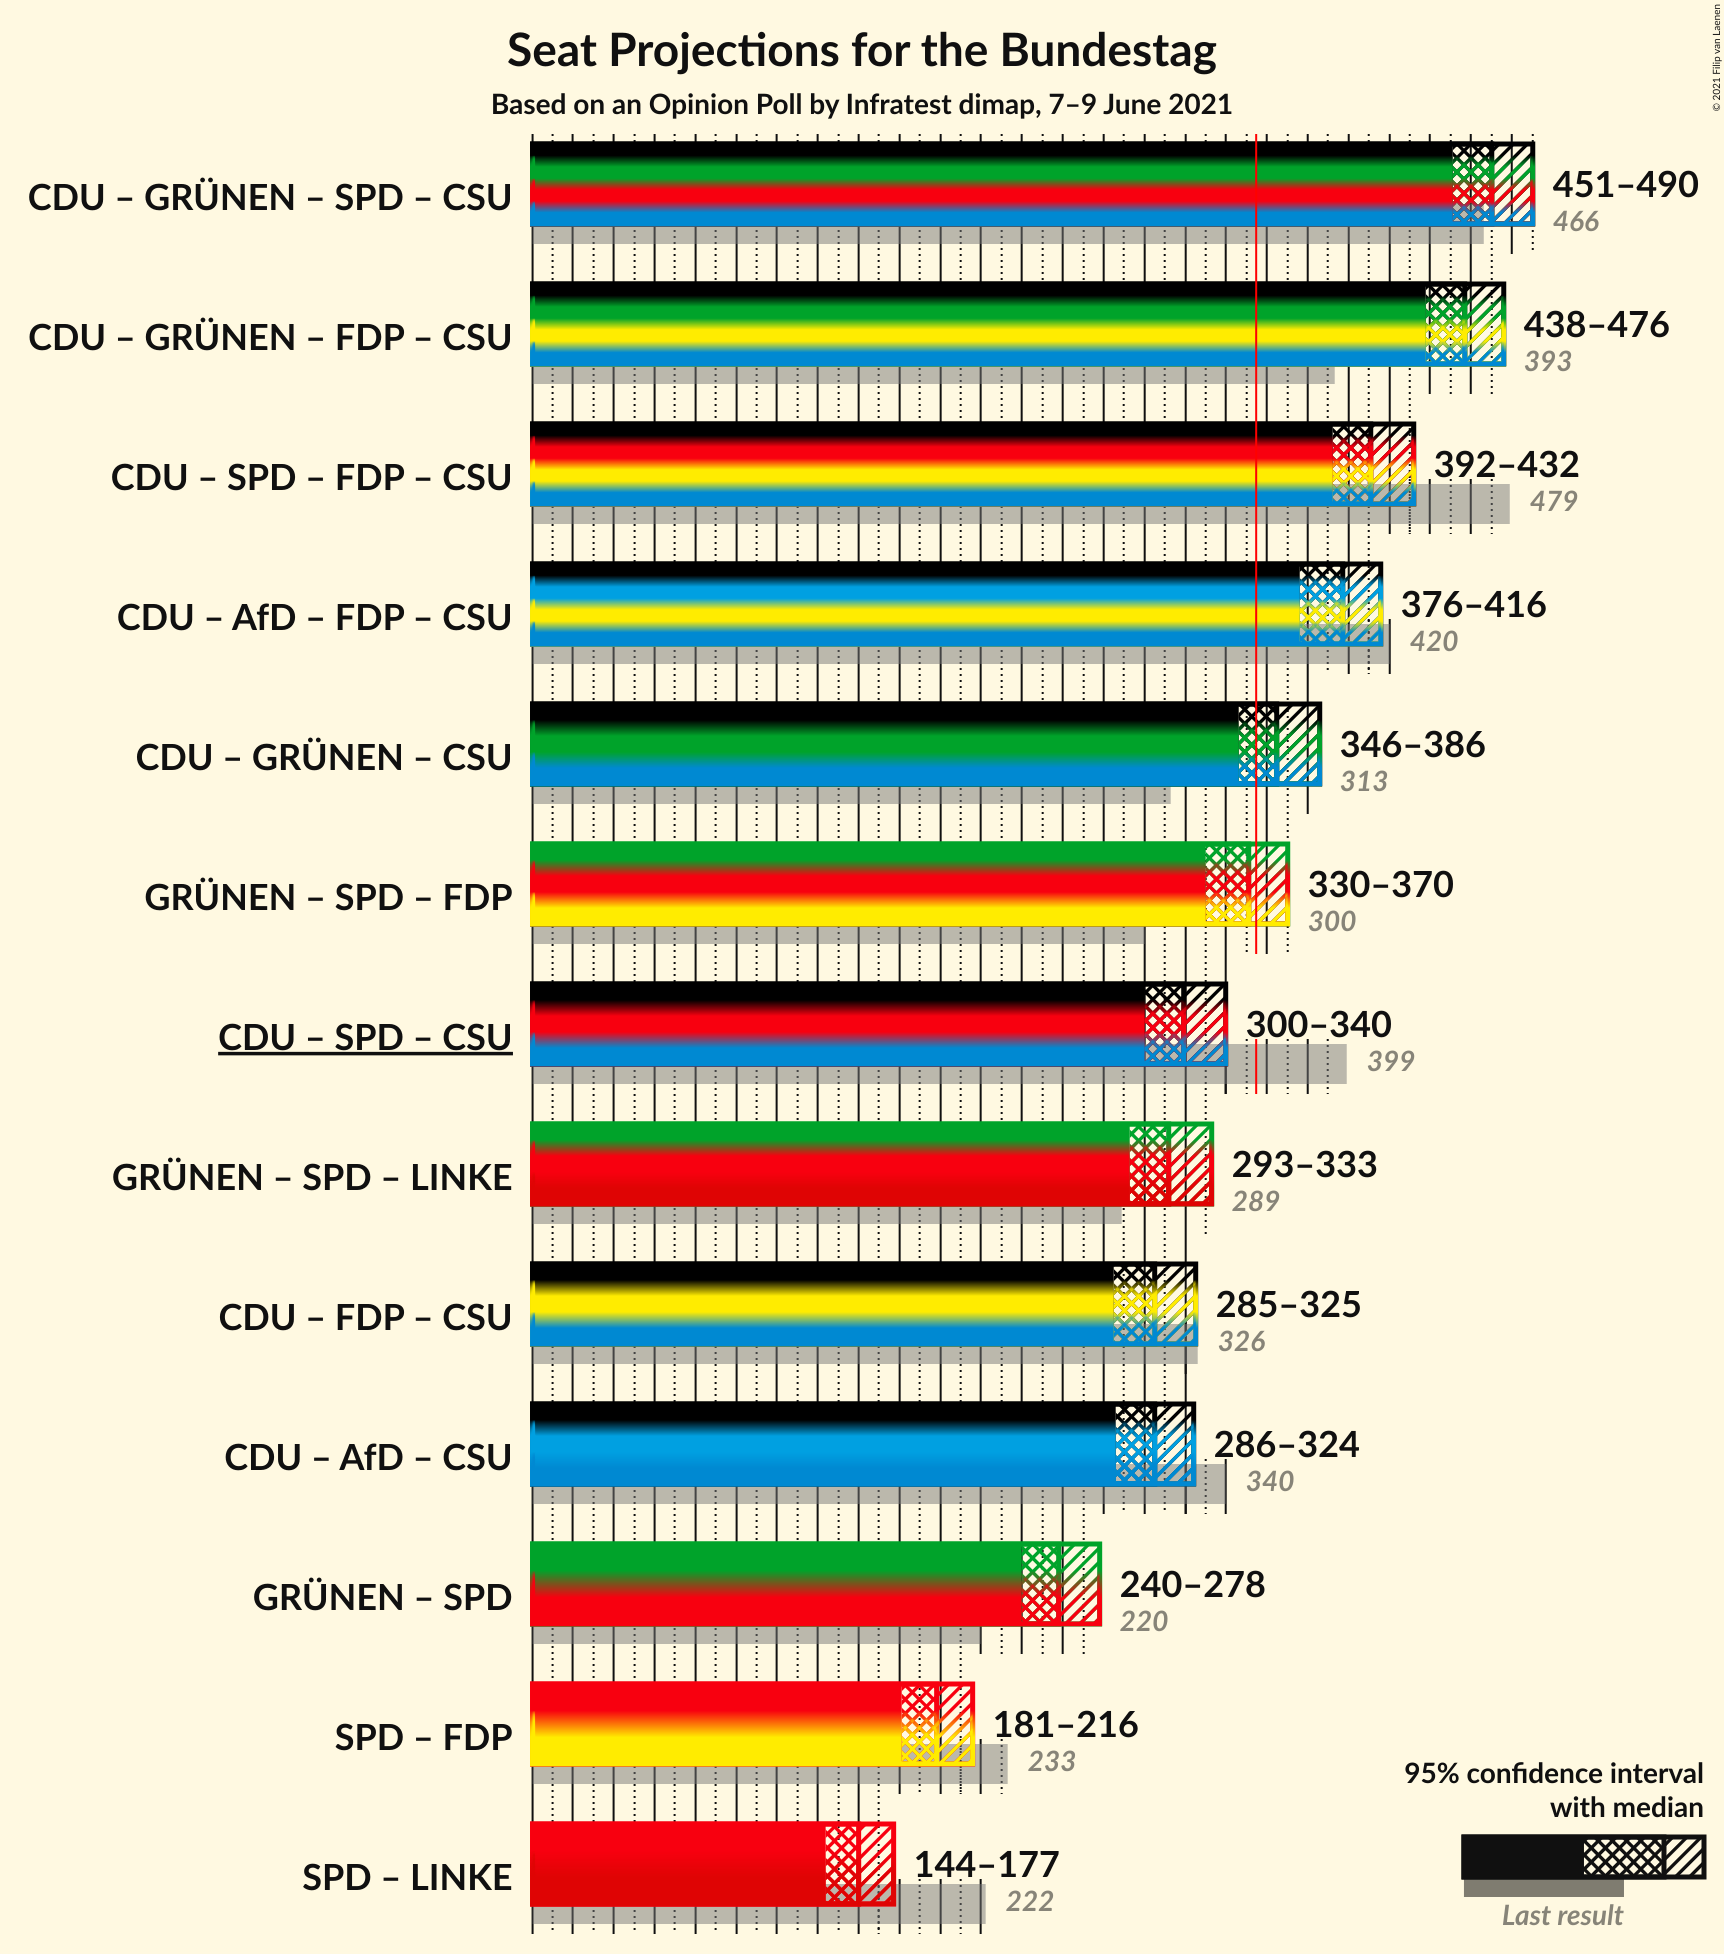 Seat Projections for the Bundestag
Based on an Opinion Poll by Infratest dimap, 7–9 June 2021
© 2021 Filip van Laenen
CDU – GRÜNEN – SPD – CSU
451–490
466
CDU – GRÜNEN – FDP – CSU
438–476
393
CDU – SPD – FDP – CSU
392–432
479
CDU – AfD – FDP – CSU
376–416
420
CDU – GRÜNEN – CSU
346–386
313
GRÜNEN – SPD – FDP
330–370
300
CDU – SPD – CSU
300–340
399
GRÜNEN – SPD – LINKE
293–333
289
CDU – FDP – CSU
285–325
326
CDU – AfD – CSU
286–324
340
GRÜNEN – SPD
240–278
220
SPD – FDP
181–216
233
SPD – LINKE
144–177
222
95% confidence interval
with median
Last result